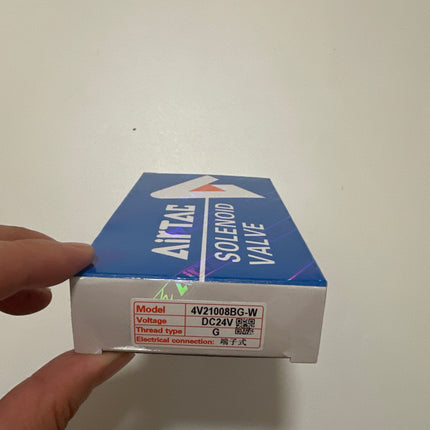 AirTAC
SOLENOID
VALVE
Model 4V21008BG-W
Voltage DC24V
Thread type G
Electrical connection: 端子式